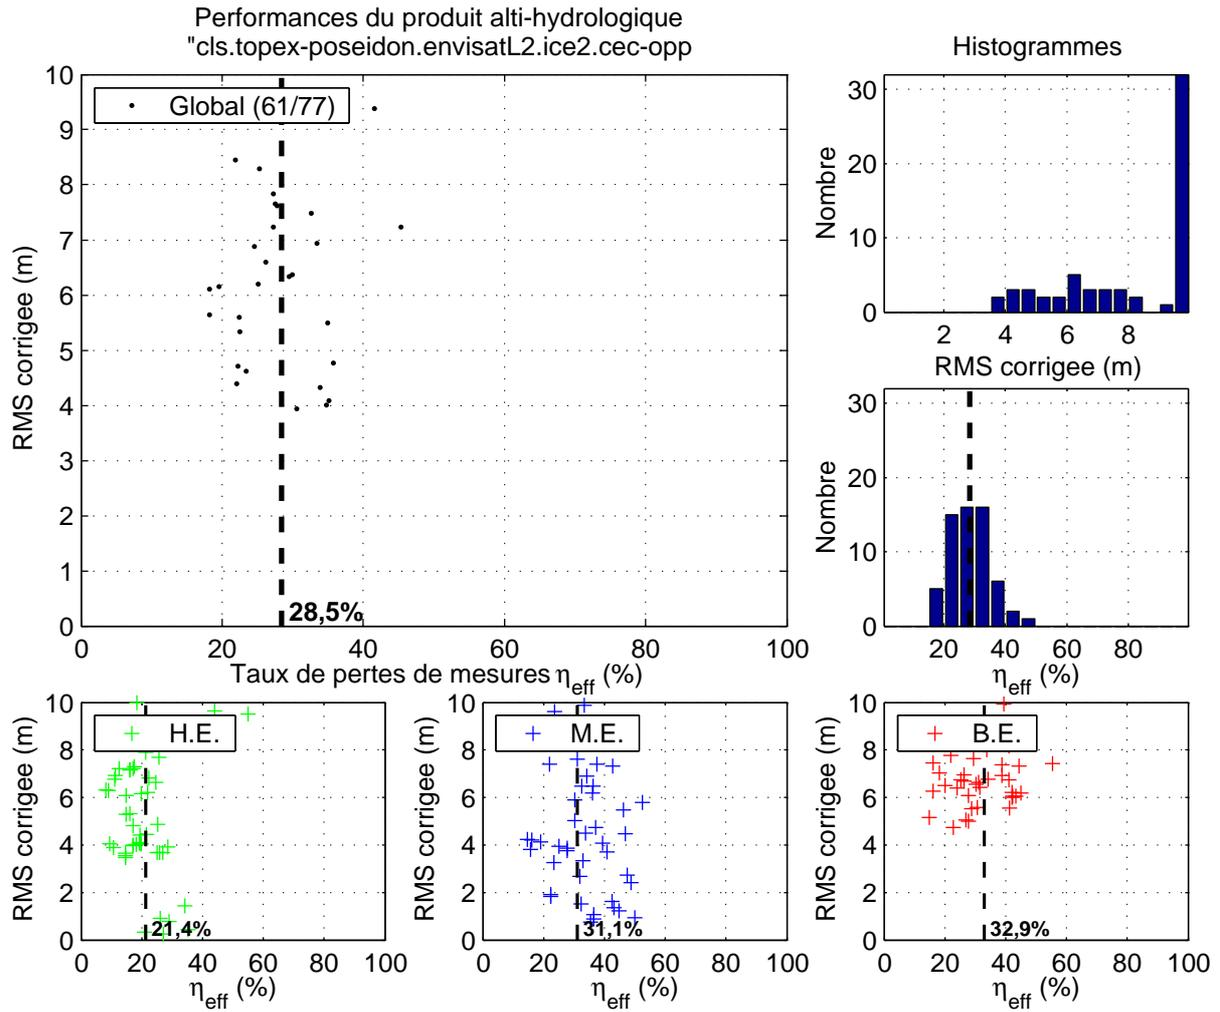 Performances du produit alti-hydrologique
"cls.topex-poseidon.envisatL2.ice2.cec-opp
Histogrammes
Global (61/77)
RMS corrigee (m)
10
9
8
7
6
5
4
3
2
1
0
28,5%
0 20 40 60 80 100
Taux de pertes de mesures ηeff (%)
Nombre
30
20
10
0
2 4 6 8
RMS corrigee (m)
Nombre
30
20
10
0
20 40 60 80
ηeff (%)
H.E.
RMS corrigee (m)
10
8
6
4
2
0
21,4%
0 20 40 60 80 100
ηeff (%)
M.E.
RMS corrigee (m)
10
8
6
4
2
0
31,1%
0 20 40 60 80 100
ηeff (%)
B.E.
RMS corrigee (m)
10
8
6
4
2
0
32,9%
0 20 40 60 80 100
ηeff (%)